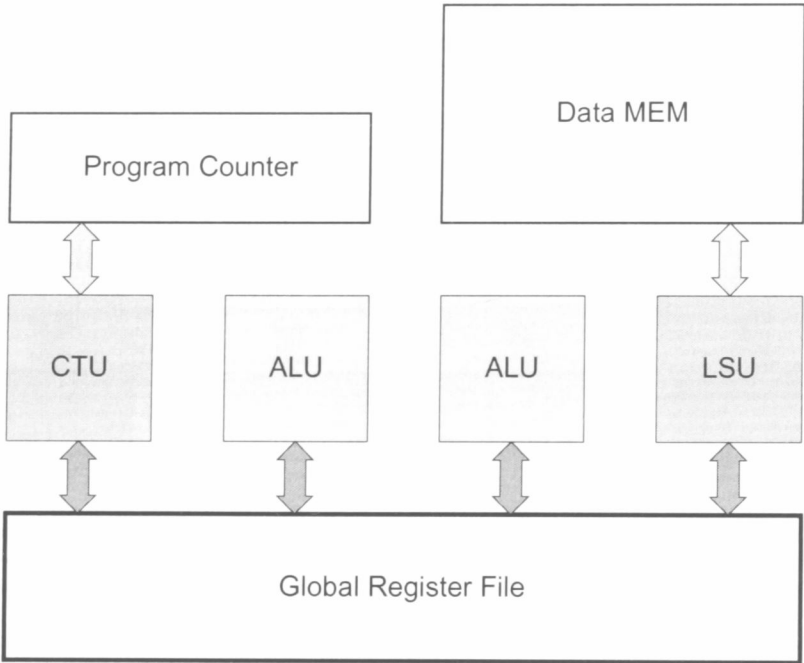 Data MEM
Program Counter
CTU
ALU
ALU
LSU
Global Register File